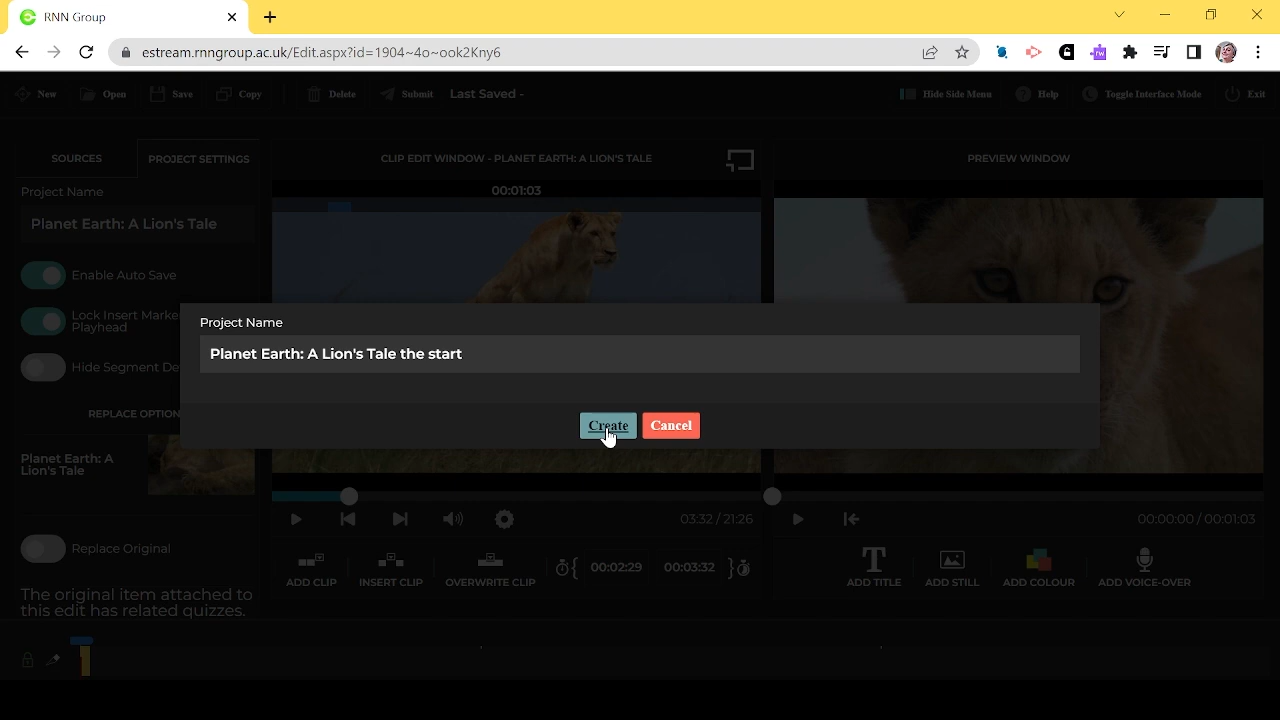 RNN Group
estream.rnngroup.ac.uk/Edit.aspx?id=1904~4o~ook2Kny6
New Open Save Copy Delete Submit Last Saved - Hide Side Menu Help Toggle Interface Mode Exit
SOURCES PROJECT SETTINGS CLIP EDIT WINDOW - PLANET EARTH: A LION'S TALE PREVIEW WINDOW
Project Name 00:01:03
Planet Earth: A Lion's Tale
Enable Auto Save
Lock Insert Marker
Playhead
Hide Segment De
REPLACE OPTION
Project Name
Planet Earth: A Lion's Tale the start
Create Cancel
Planet Earth: A
Lion's Tale
03:32 / 21:26 00:00:00 / 00:01:03
Replace Original
ADD CLIP INSERT CLIP OVERWRITE CLIP 00:02:29 00:03:32 ADD TITLE ADD STILL ADD COLOUR ADD VOICE-OVER
The original item attached to
this edit has related quizzes.